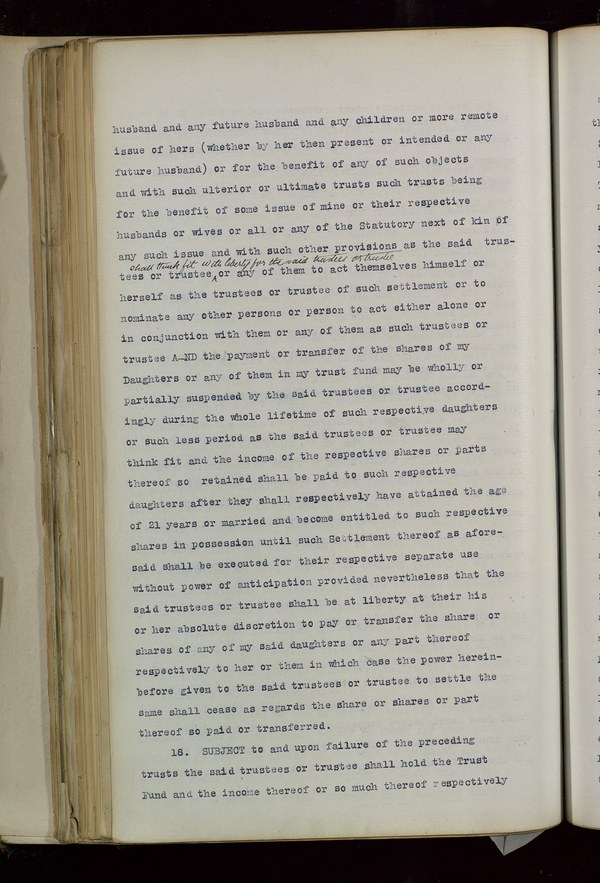 husband and any future husband and any children or more remote
issue of hers (whether by her then present or intended or any
future husband) or for the benefit of any of such objects
and with such ulterior or ultimate trusts such trusts being
for the benefit of some issue of mine or their respective
husbands or wives or all or any of the Statutory next of kin of
any such issue and with such other provisions as the said trus-
shall think fit with liberty for the said trustees or trustee
tees or trustee ^ or any of them to act themselves himself or
herself as the trustees or trustee of such settlement or to
nominate any other persons or person to act either alone or
in conjunction with them or any of them as such trustees or
trustee A-ND the payment or transfer of the shares of my
Daughters or any of them in my trust fund may be wholly or
partially suspended by the said trustees or trustee accord-
ingly during the whole lifetime of such respective daughters
or such less period as the said trustees or trustee may
think fit and the income of the respective shares or parts
thereof so retained shall be paid to such respective
daughters after they shall respectively have attained the age
of 21 years or married and become entitled to such respective
shares in possession until such Settlement thereof as afore-
said shall be executed for their respective separate use
without power of anticipation provided nevertheless that the
said trustees or trustee shall be at liberty at their his
or her absolute discretion to pay or transfer the share or
shares of any of my said daughters or any part thereof
respectively to her or them in which case the power herein-
before given to the said trustees or trustee to settle the
same shall cease as regards the share or shares or part
thereof so paid or transferred.
18. SUBJECT to and upon failure of the preceding
trusts the said trustees or trustee shall hold the Trust
Fund and the income thereof or so much thereof respectively